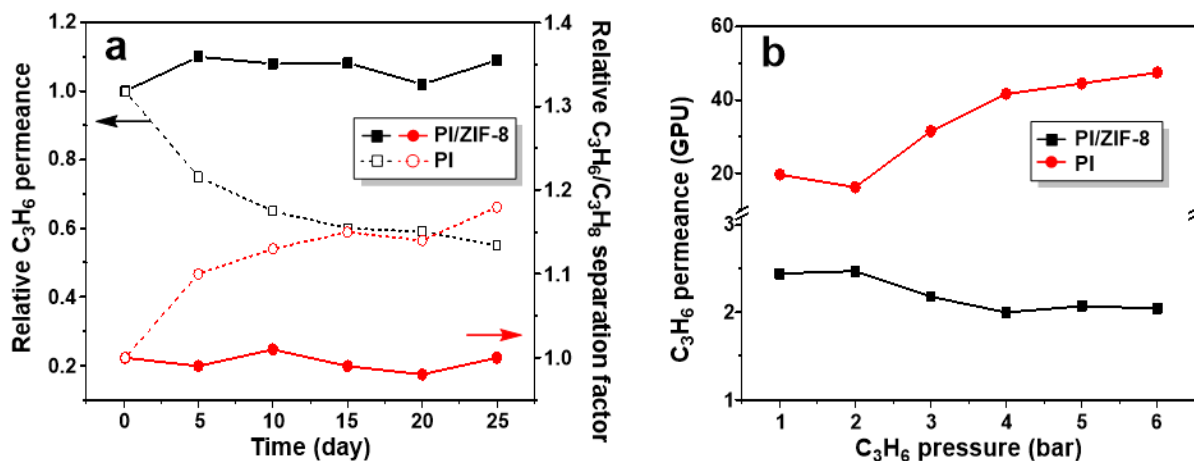 a
Relative C3H6 permeance
1.2
1.0
0.8
0.6
0.4
0.2
1.4
1.3
1.2
1.1
1.0
Relative C3H6/C3H8 separation factor
PI/ZIF-8
PI
0 5 10 15 20 25
Time (day)
b
C3H6 permeance (GPU)
60
40
20
3
2
1
PI/ZIF-8
PI
1 2 3 4 5 6
C3H6 pressure (bar)